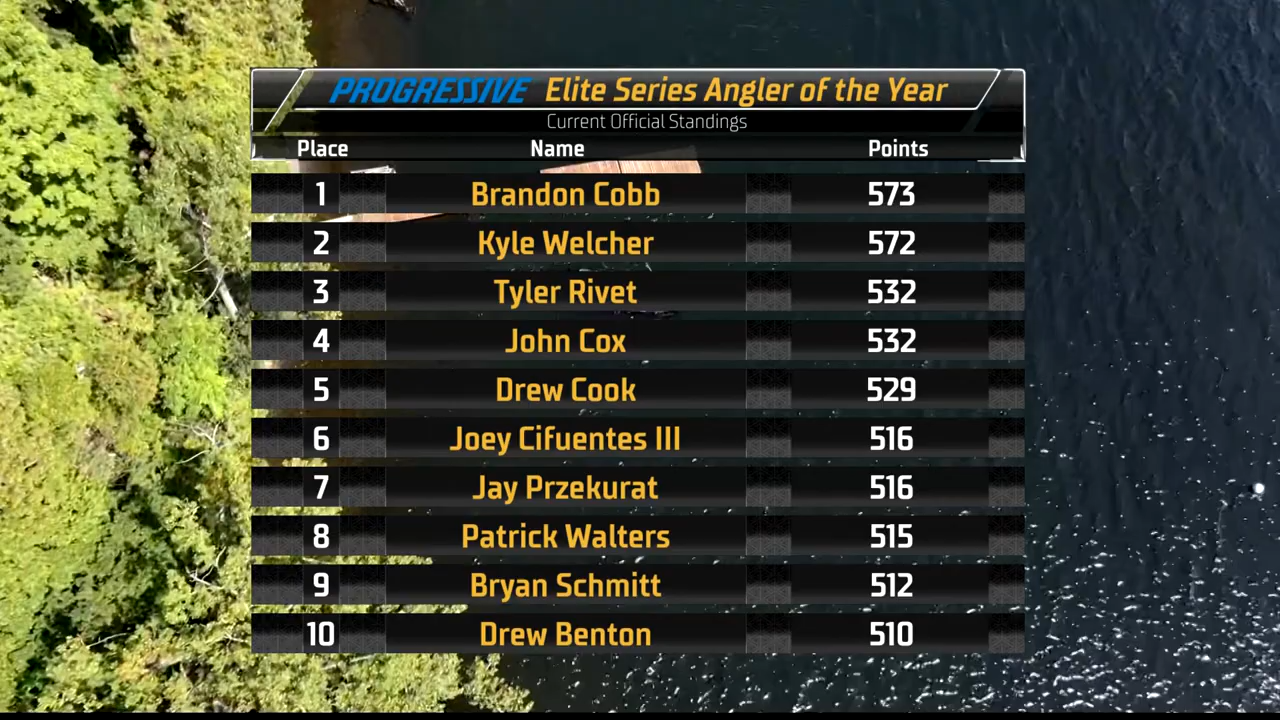 PROGRESSIVE Elite Series Angler of the Year
Current Official Standings
Place Name Points
1 Brandon Cobb 573
2 Kyle Welcher 572
3 Tyler Rivet 532
4 John Cox 532
5 Drew Cook 529
6 Joey Cifuentes III 516
7 Jay Przekurat 516
8 Patrick Walters 515
9 Bryan Schmitt 512
10 Drew Benton 510